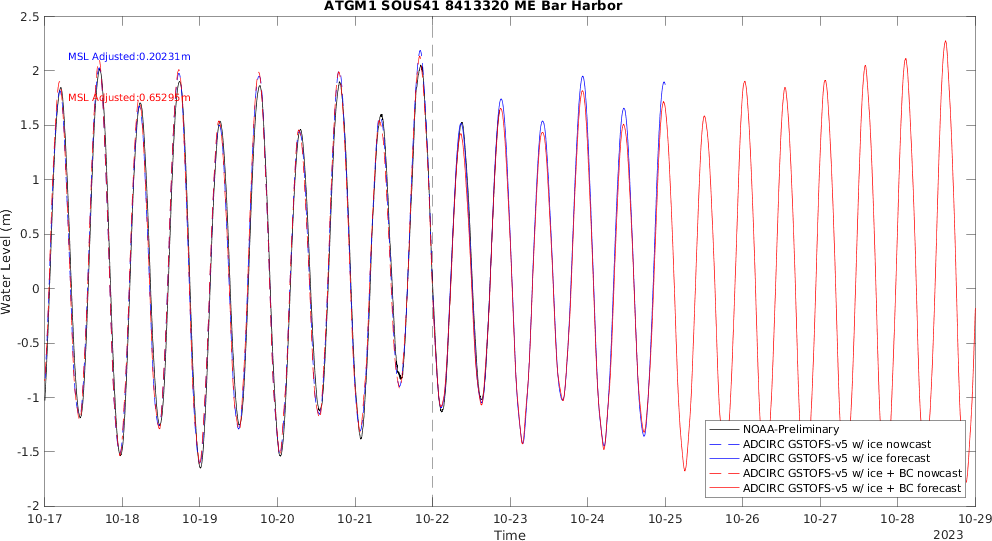 ATGM1 SOUS41 8413320 ME Bar Harbor
2.5
2
1.5
1
0.5
0
-0.5
-1
-1.5
-2
Water Level (m)
MSL Adjusted:0.20231m
MSL Adjusted:0.65295m
NOAA-Preliminary
ADCIRC GSTOFS-v5 w/ ice nowcast
ADCIRC GSTOFS-v5 w/ ice forecast
ADCIRC GSTOFS-v5 w/ ice + BC nowcast
ADCIRC GSTOFS-v5 w/ ice + BC forecast
10-17 10-18 10-19 10-20 10-21 10-22 10-23 10-24 10-25 10-26 10-27 10-28 10-29
Time
2023